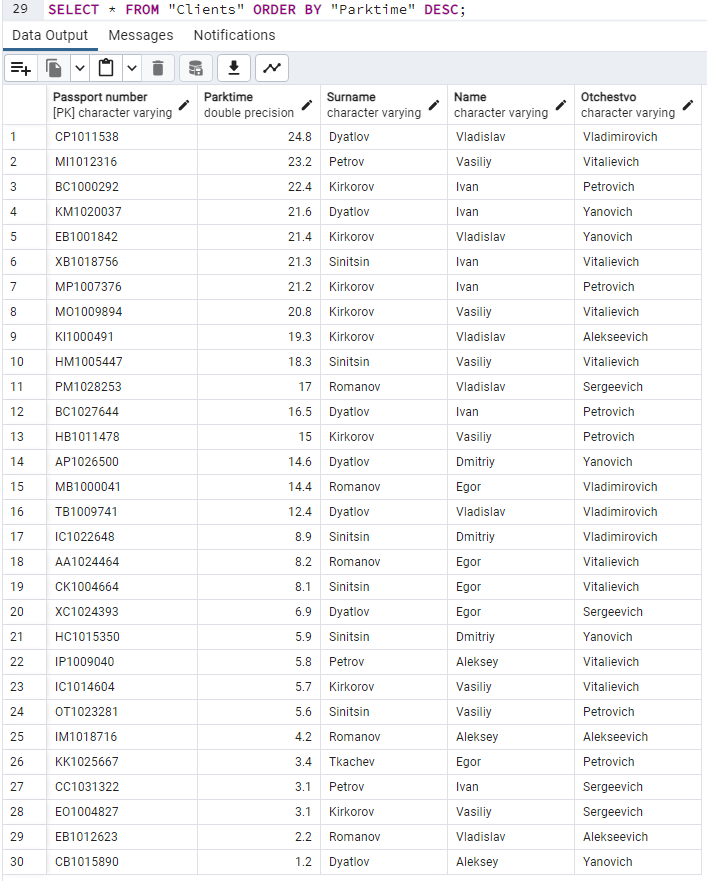 29 SELECT * FROM "Clients" ORDER BY "Parktime" DESC;
Data Output Messages Notifications
Passport number Parktime Surname Name Otchestvo
[PK] character varying double precision character varying character varying character varying
1 CP1011538 24.8 Dyatlov Vladislav Vladimirovich
2 MI1012316 23.2 Petrov Vasiliy Vitalievich
3 BC1000292 22.4 Kirkorov Ivan Petrovich
4 KM1020037 21.6 Dyatlov Ivan Yanovich
5 EB1001842 21.4 Kirkorov Vladislav Yanovich
6 XB1018756 21.3 Sinitsin Ivan Vitalievich
7 MP1007376 21.2 Kirkorov Ivan Petrovich
8 MO1009894 20.8 Kirkorov Vasiliy Vitalievich
9 KI1000491 19.3 Kirkorov Vladislav Alekseevich
10 HM1005447 18.3 Sinitsin Vasiliy Vitalievich
11 PM1028253 17 Romanov Vladislav Sergeevich
12 BC1027644 16.5 Dyatlov Ivan Petrovich
13 HB1011478 15 Kirkorov Vasiliy Petrovich
14 AP1026500 14.6 Dyatlov Dmitriy Yanovich
15 MB1000041 14.4 Romanov Egor Vladimirovich
16 TB1009741 12.4 Dyatlov Vladislav Vladimirovich
17 IC1022648 8.9 Sinitsin Dmitriy Vladimirovich
18 AA1024464 8.2 Romanov Egor Vitalievich
19 CK1004664 8.1 Sinitsin Egor Vitalievich
20 XC1024393 6.9 Dyatlov Egor Sergeevich
21 HC1015350 5.9 Sinitsin Dmitriy Yanovich
22 IP1009040 5.8 Petrov Aleksey Vitalievich
23 IC1014604 5.7 Kirkorov Vasiliy Vitalievich
24 OT1023281 5.6 Sinitsin Vasiliy Petrovich
25 IM1018716 4.2 Romanov Aleksey Alekseevich
26 KK1025667 3.4 Tkachev Egor Petrovich
27 CC1031322 3.1 Petrov Ivan Sergeevich
28 EO1004827 3.1 Kirkorov Vasiliy Sergeevich
29 EB1012623 2.2 Romanov Vladislav Alekseevich
30 CB1015890 1.2 Dyatlov Aleksey Yanovich